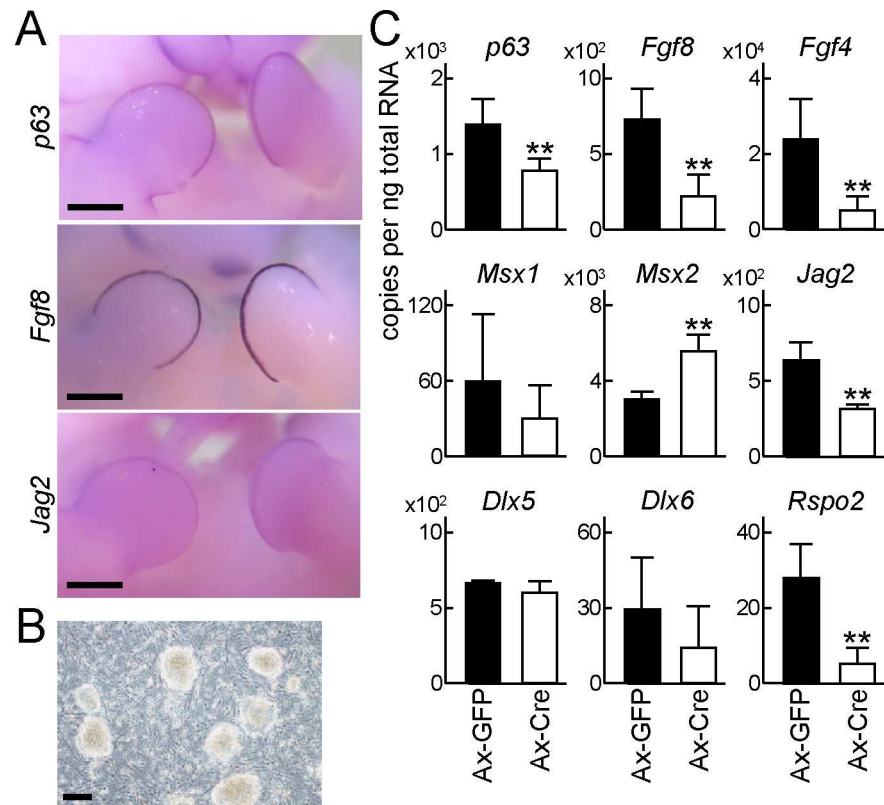 A
p63
Fgf8
Jag2
B
C
copies per ng total RNA
x10³ p63
2
1
0
**
x10² Fgf8
10
5
0
**
x10⁴ Fgf4
4
2
0
**
Msx1
120
60
0
x10³ Msx2
8
4
0
**
x10² Jag2
10
5
0
**
x10² Dlx5
10
5
0
Dlx6
60
30
0
Rspo2
40
20
0
**
Ax-GFP
Ax-Cre
Ax-GFP
Ax-Cre
Ax-GFP
Ax-Cre